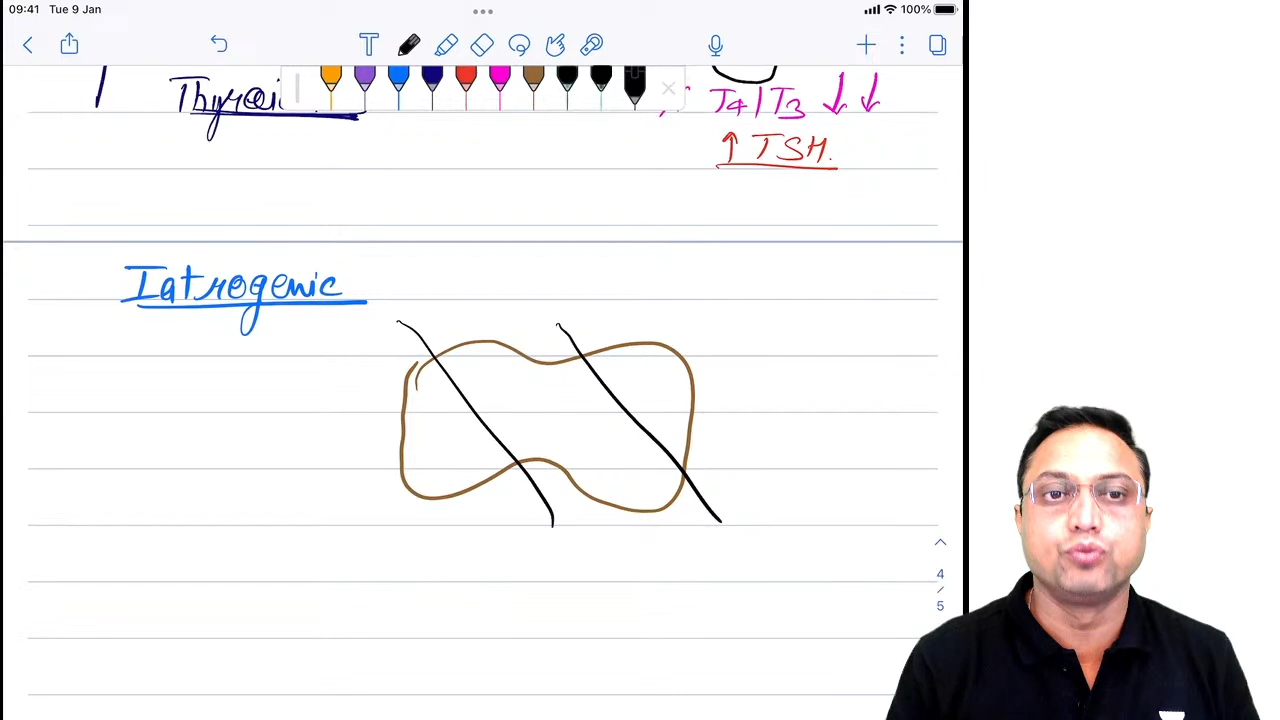 09:41 Tue 9 Jan
100%
T4/T3 ↓ ↓
↑ TSH.
Iatrogenic
4
/
5